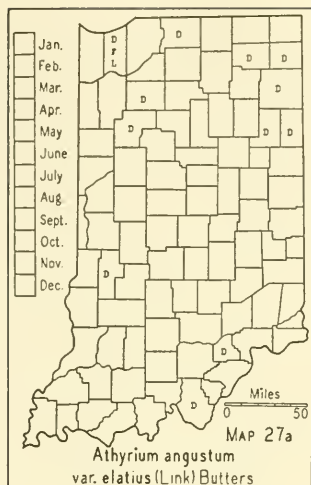 Jan.
Feb.
Mar.
Apr.
May
June
July
Aug.
Sept.
Oct.
Nov.
Dec.
D
F
L
D
D
D
D
D
D
D
D
D
D
D
Miles
0 50
MAP 27a
Athyrium angustum
var. elatius (Link) Butters